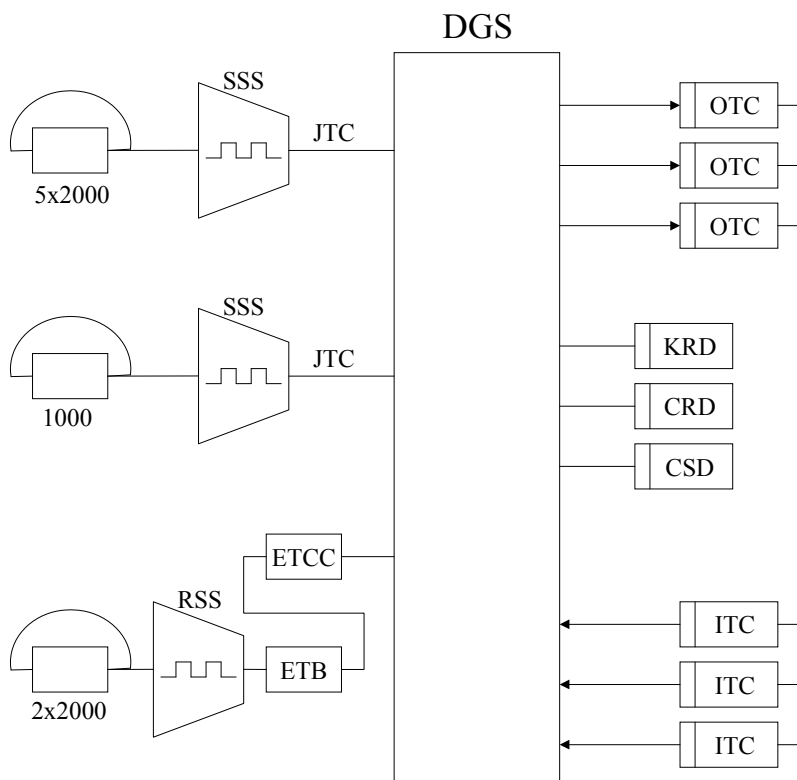 DGS
SSS
JTC
5x2000
SSS
JTC
1000
ETCC
RSS
ETB
2x2000
OTC
OTC
OTC
KRD
CRD
CSD
ITC
ITC
ITC